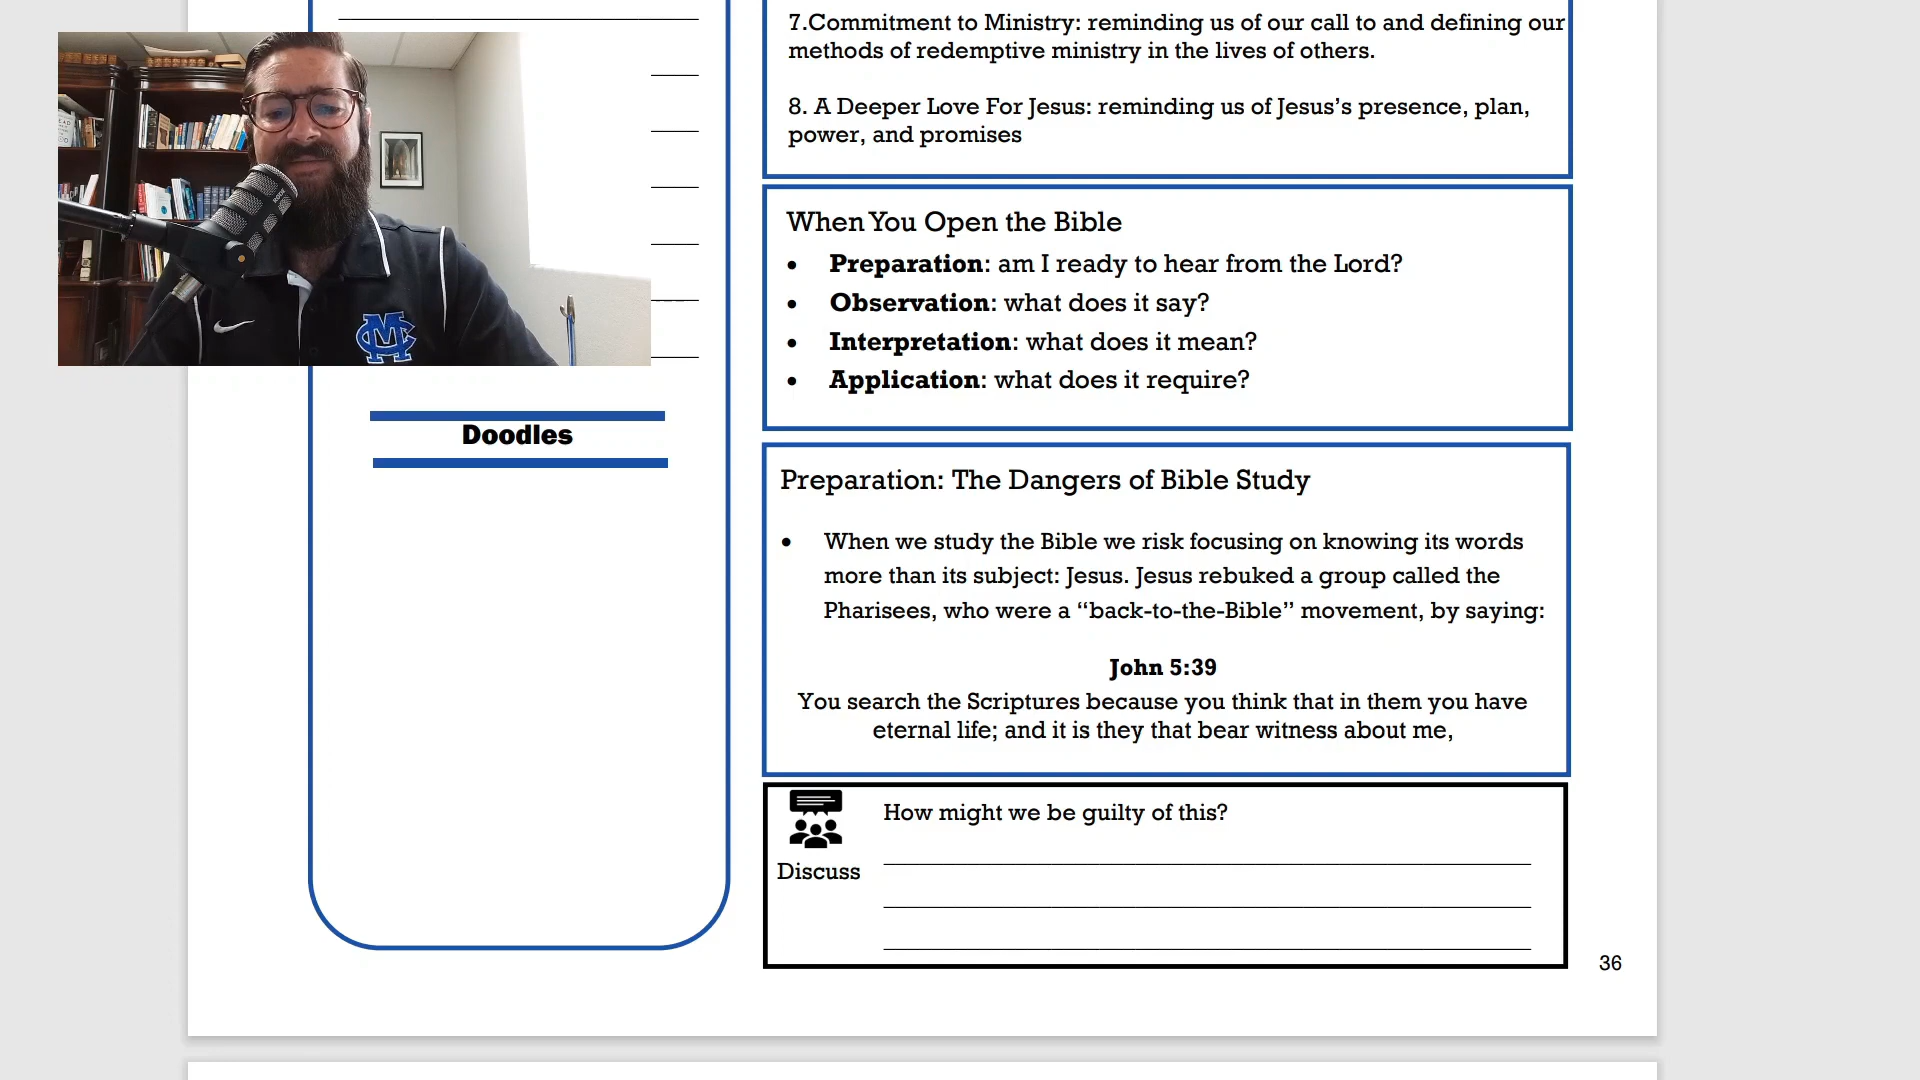 7.Commitment to Ministry: reminding us of our call to and defining our
methods of redemptive ministry in the lives of others.
8. A Deeper Love For Jesus: reminding us of Jesus’s presence, plan,
power, and promises
When You Open the Bible
• Preparation: am I ready to hear from the Lord?
• Observation: what does it say?
• Interpretation: what does it mean?
• Application: what does it require?
Doodles
Preparation: The Dangers of Bible Study
• When we study the Bible we risk focusing on knowing its words
more than its subject: Jesus. Jesus rebuked a group called the
Pharisees, who were a “back-to-the-Bible” movement, by saying:
John 5:39
You search the Scriptures because you think that in them you have
eternal life; and it is they that bear witness about me,
How might we be guilty of this?
Discuss
36
RODE
MC